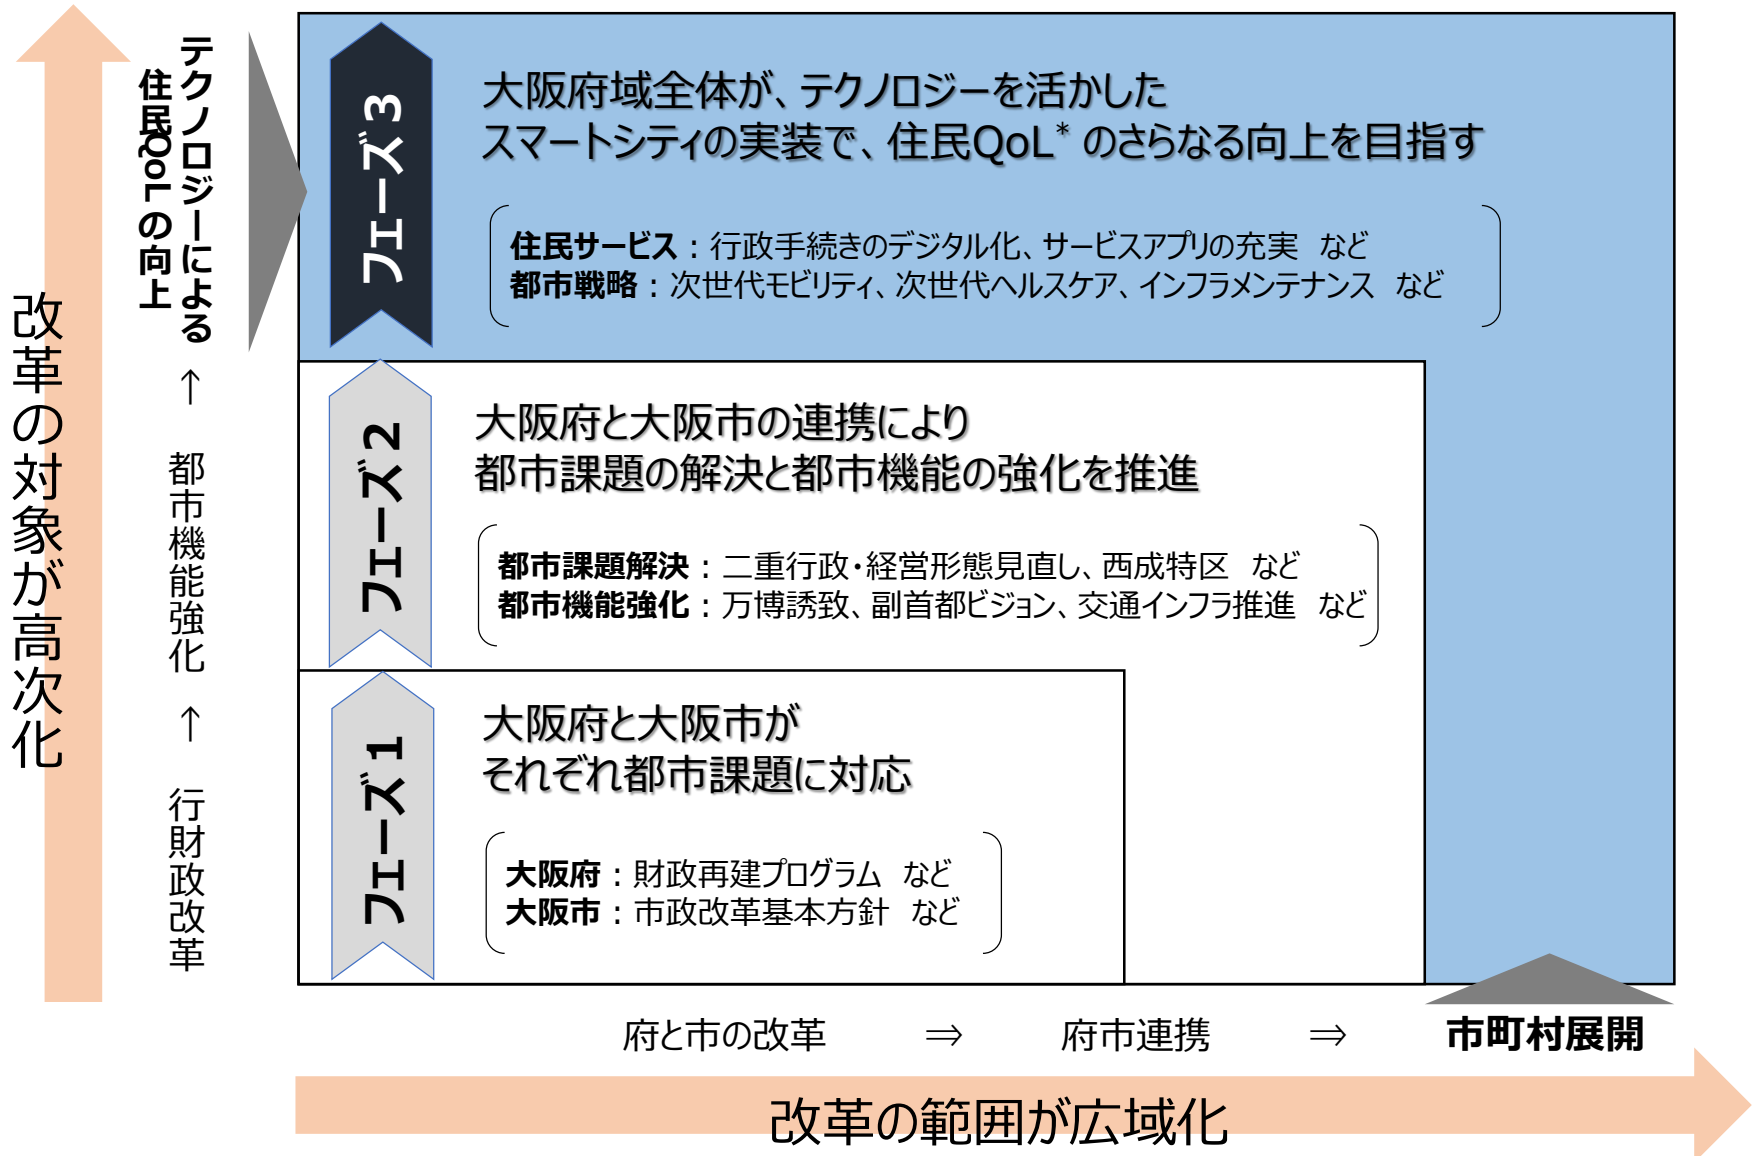 改革の対象が高次化
テクノロジーによる
住民QoLの向上
↑
都市機能強化
↑
行財政改革
フェーズ3
大阪府域全体が、テクノロジーを活かした
スマートシティの実装で、住民QoL* のさらなる向上を目指す
住民サービス：行政手続きのデジタル化、サービスアプリの充実 など
都市戦略：次世代モビリティ、次世代ヘルスケア、インフラメンテナンス など
フェーズ2
大阪府と大阪市の連携により
都市課題の解決と都市機能の強化を推進
都市課題解決：二重行政・経営形態見直し、西成特区 など
都市機能強化：万博誘致、副首都ビジョン、交通インフラ推進 など
フェーズ1
大阪府と大阪市が
それぞれ都市課題に対応
大阪府：財政再建プログラム など
大阪市：市政改革基本方針 など
府と市の改革 ⇒ 府市連携 ⇒ 市町村展開
改革の範囲が広域化